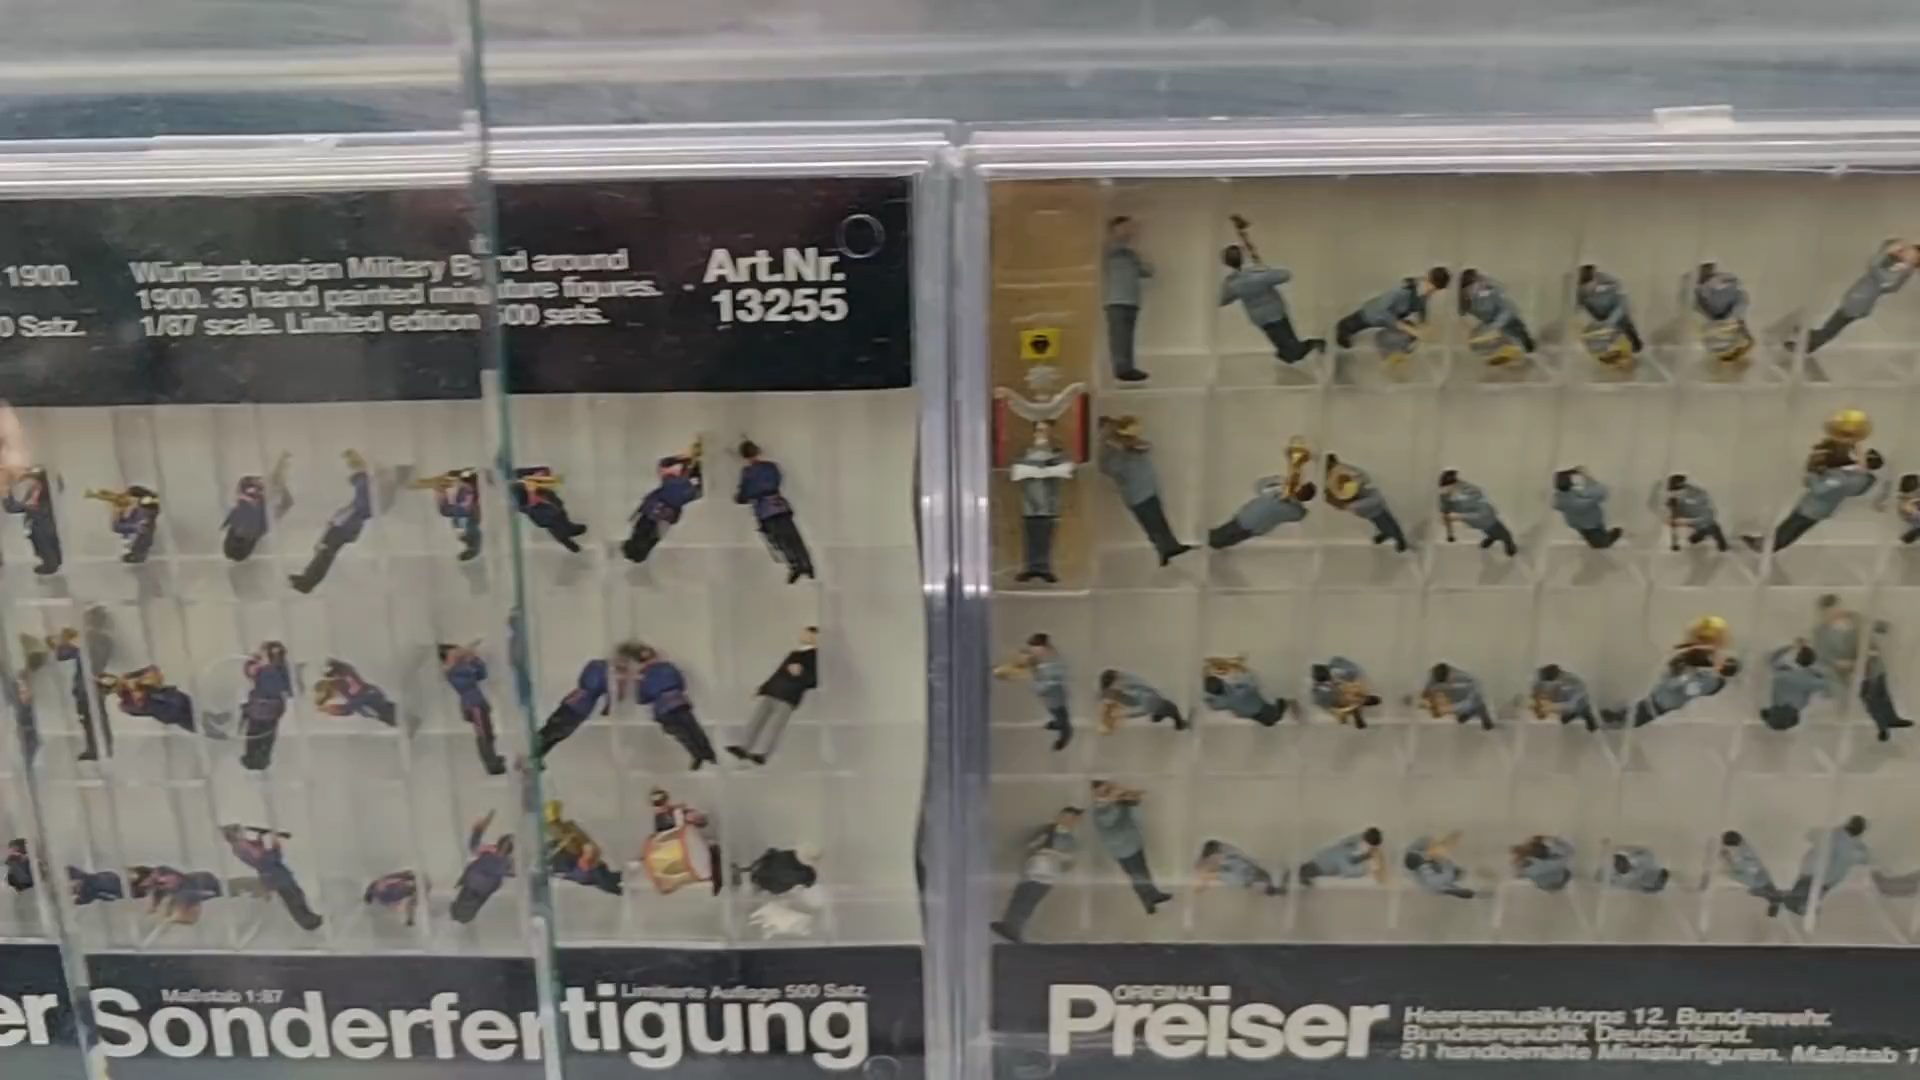 1900.
0 Satz.
Württembergian Military Band around
1900. 35 hand painted miniature figures.
1/87 scale. Limited edition 500 sets.
Art.Nr.
13255
Maßstab 1:87
Limitierte Auflage 500 Satz
er Sonderfertigung
ORIGINAL
Preiser
Heeresmusikkorps 12. Bundeswehr.
Bundesrepublik Deutschland.
51 handbemalte Miniaturfiguren. Maßstab 1